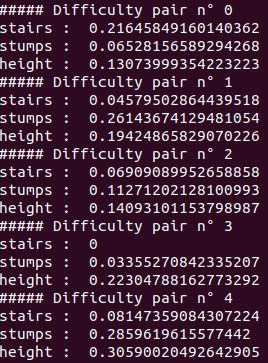 ##### Difficulty pair n° 0
stairs :  0.21645849160140362
stumps :  0.06528156589294268
height :  0.13073999354223223
##### Difficulty pair n° 1
stairs :  0.04579502864439518
stumps :  0.26143674129481054
height :  0.19424865829070226
##### Difficulty pair n° 2
stairs :  0.06909089952658858
stumps :  0.11271202128100993
height :  0.14093101153798987
##### Difficulty pair n° 3
stairs :  0
stumps :  0.03355270842335207
height :  0.22304788162773292
##### Difficulty pair n° 4
stairs :  0.08147359084307224
stumps :  0.2859619615577442
height :  0.30590020492642905